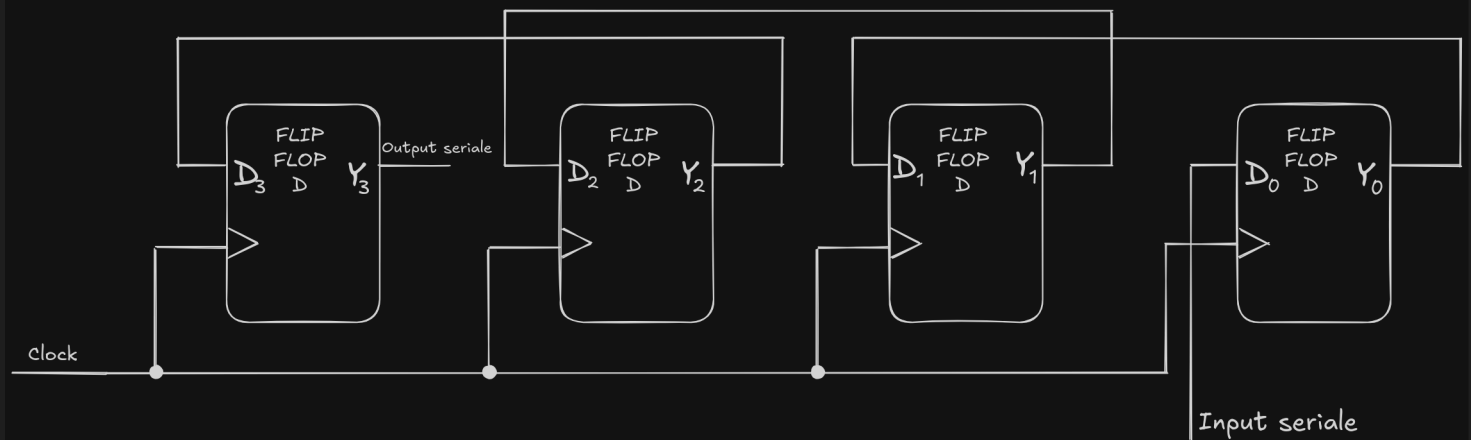 FLIP
FLOP
D
D3
Y3
Output seriale
FLIP
FLOP
D
D2
Y2
FLIP
FLOP
D
D1
Y1
FLIP
FLOP
D
D0
Y0
Clock
Input seriale